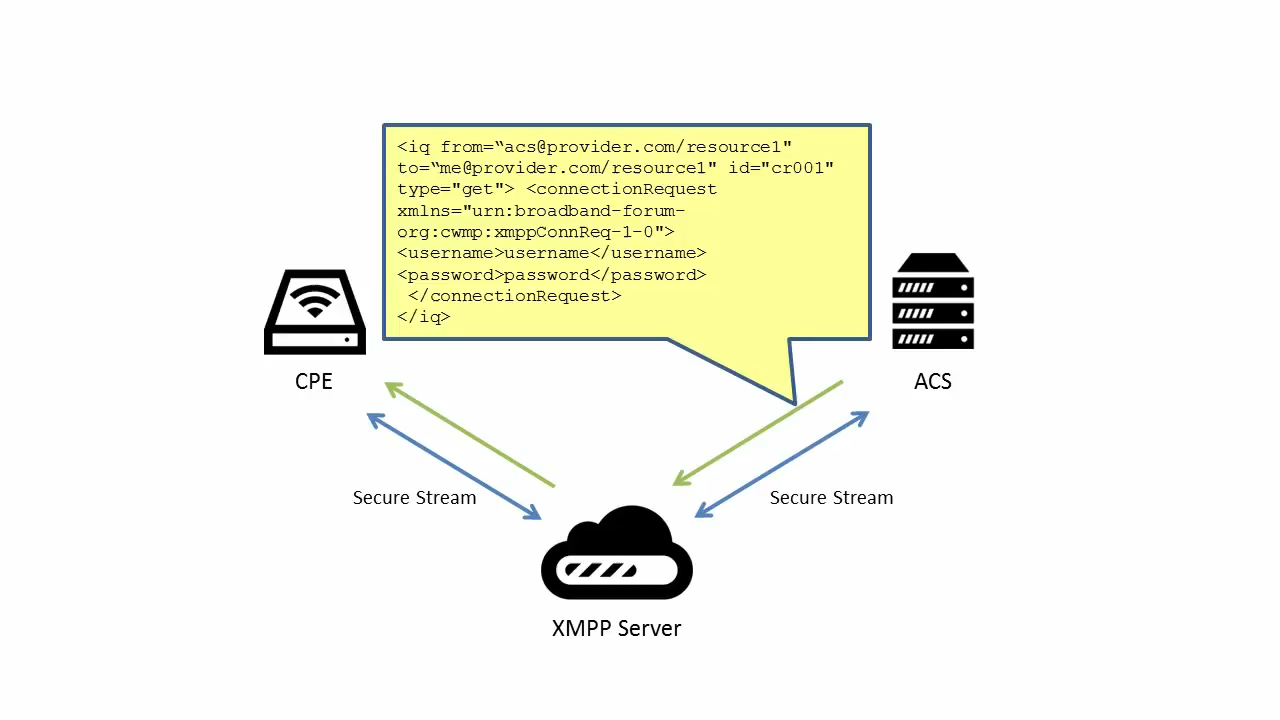 <iq from=“acs@provider.com/resource1"
to=“me@provider.com/resource1" id="cr001"
type="get"> <connectionRequest
xmlns="urn:broadband-forum-
org:cwmp:xmppConnReq-1-0">
<username>username</username>
<password>password</password>
 </connectionRequest>
</iq>
CPE
ACS
Secure Stream
Secure Stream
XMPP Server